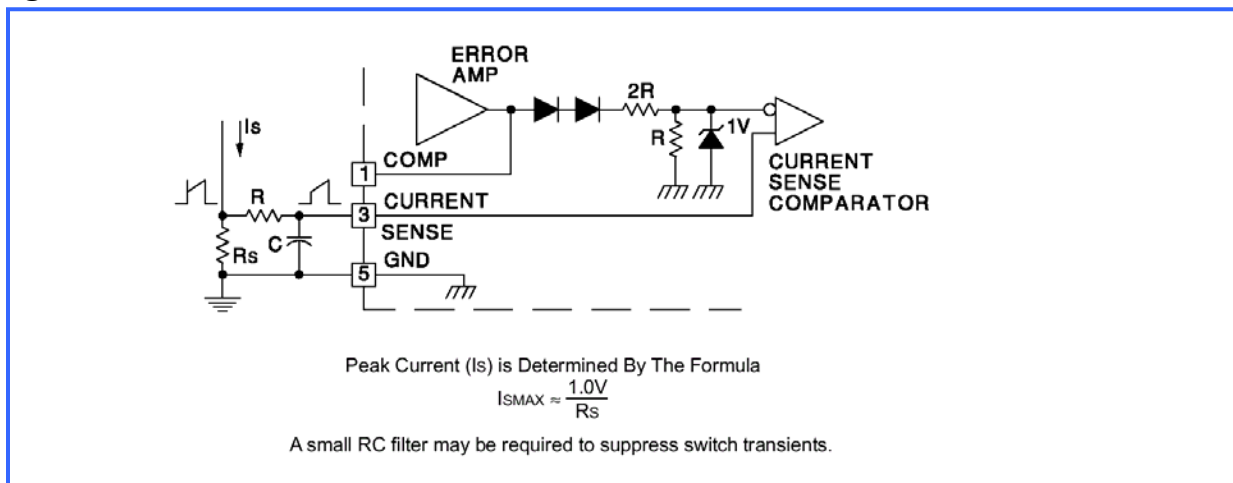 ERROR
AMP
2R
1V
R
Is
1
COMP
R
3
CURRENT
SENSE
C
Rs
5
GND
CURRENT
SENSE
COMPARATOR
Peak Current (Is) is Determined By The Formula
ISMAX ≈ 1.0V
RS
A small RC filter may be required to suppress switch transients.